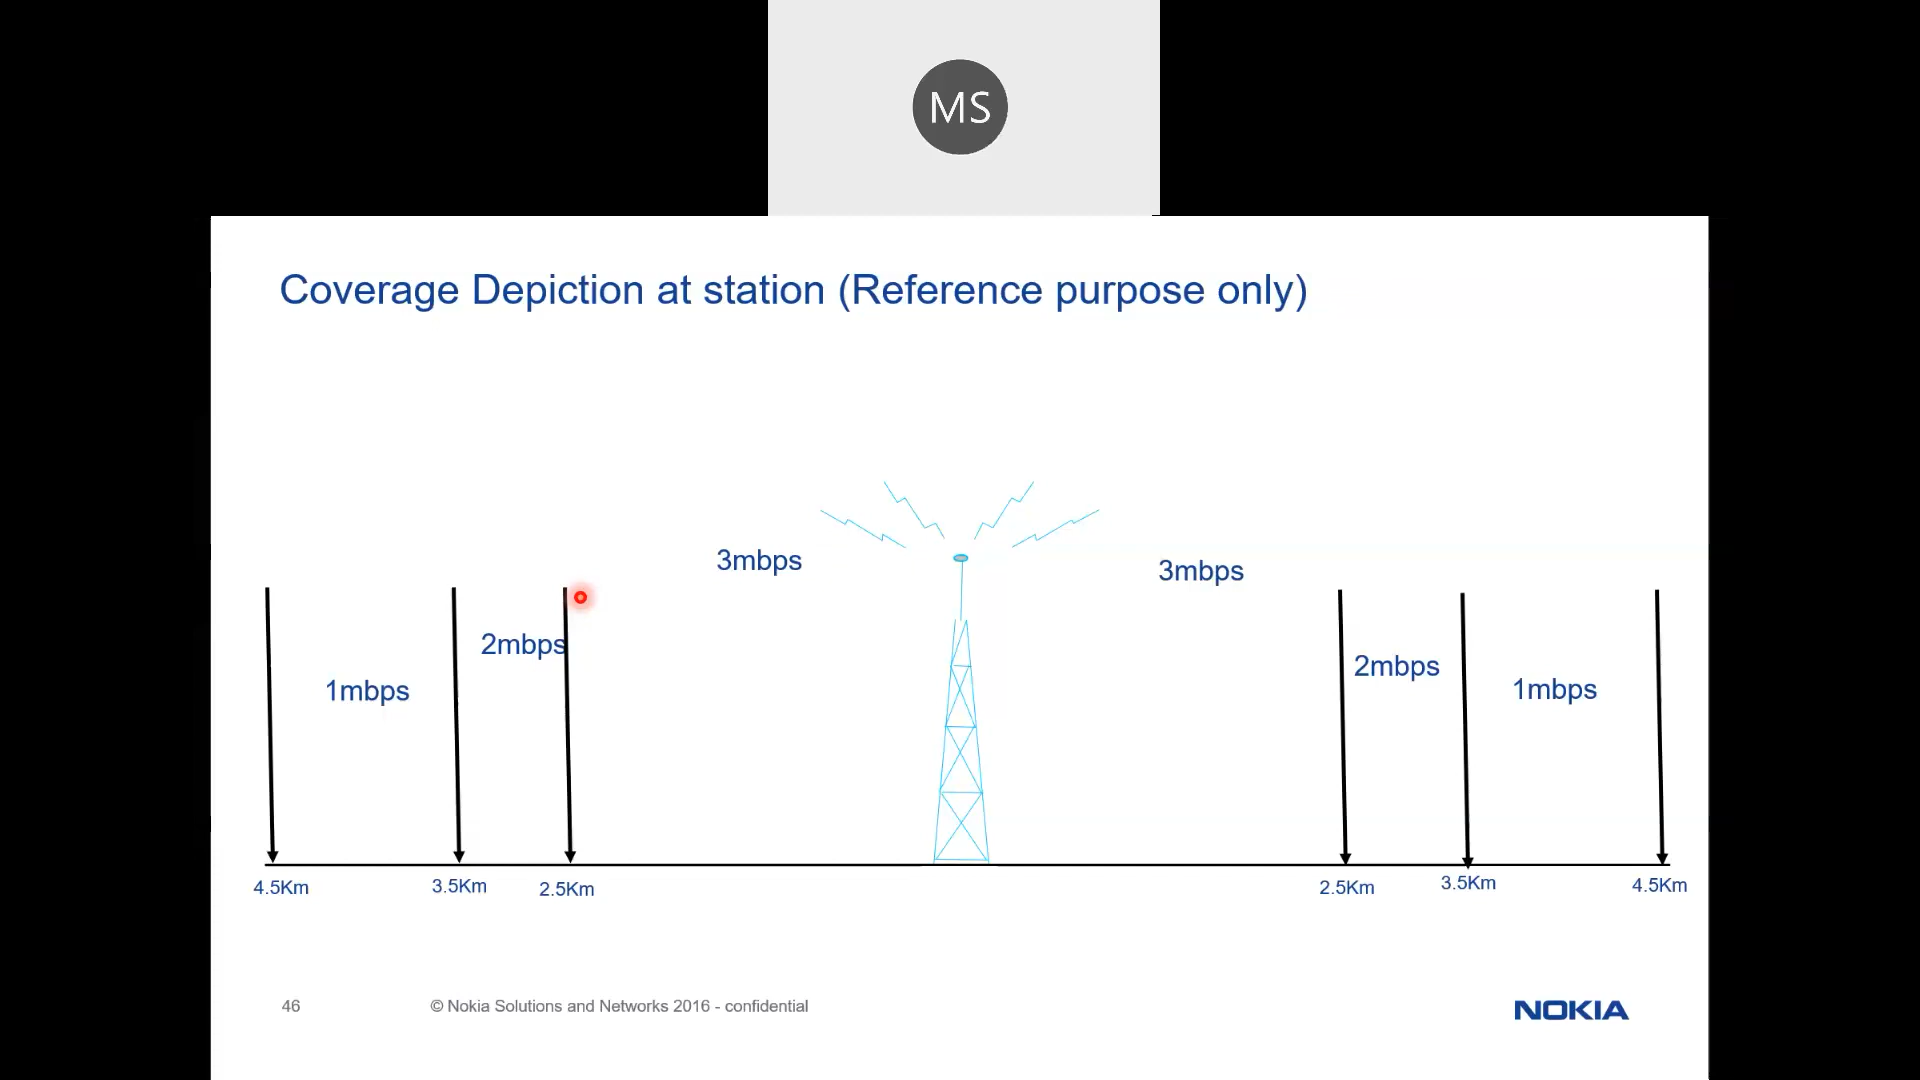 MS
Coverage Depiction at station (Reference purpose only)
3mbps
3mbps
2mbps
2mbps
1mbps
1mbps
4.5Km
3.5Km
2.5Km
2.5Km
3.5Km
4.5Km
46
© Nokia Solutions and Networks 2016 - confidential
NOKIA